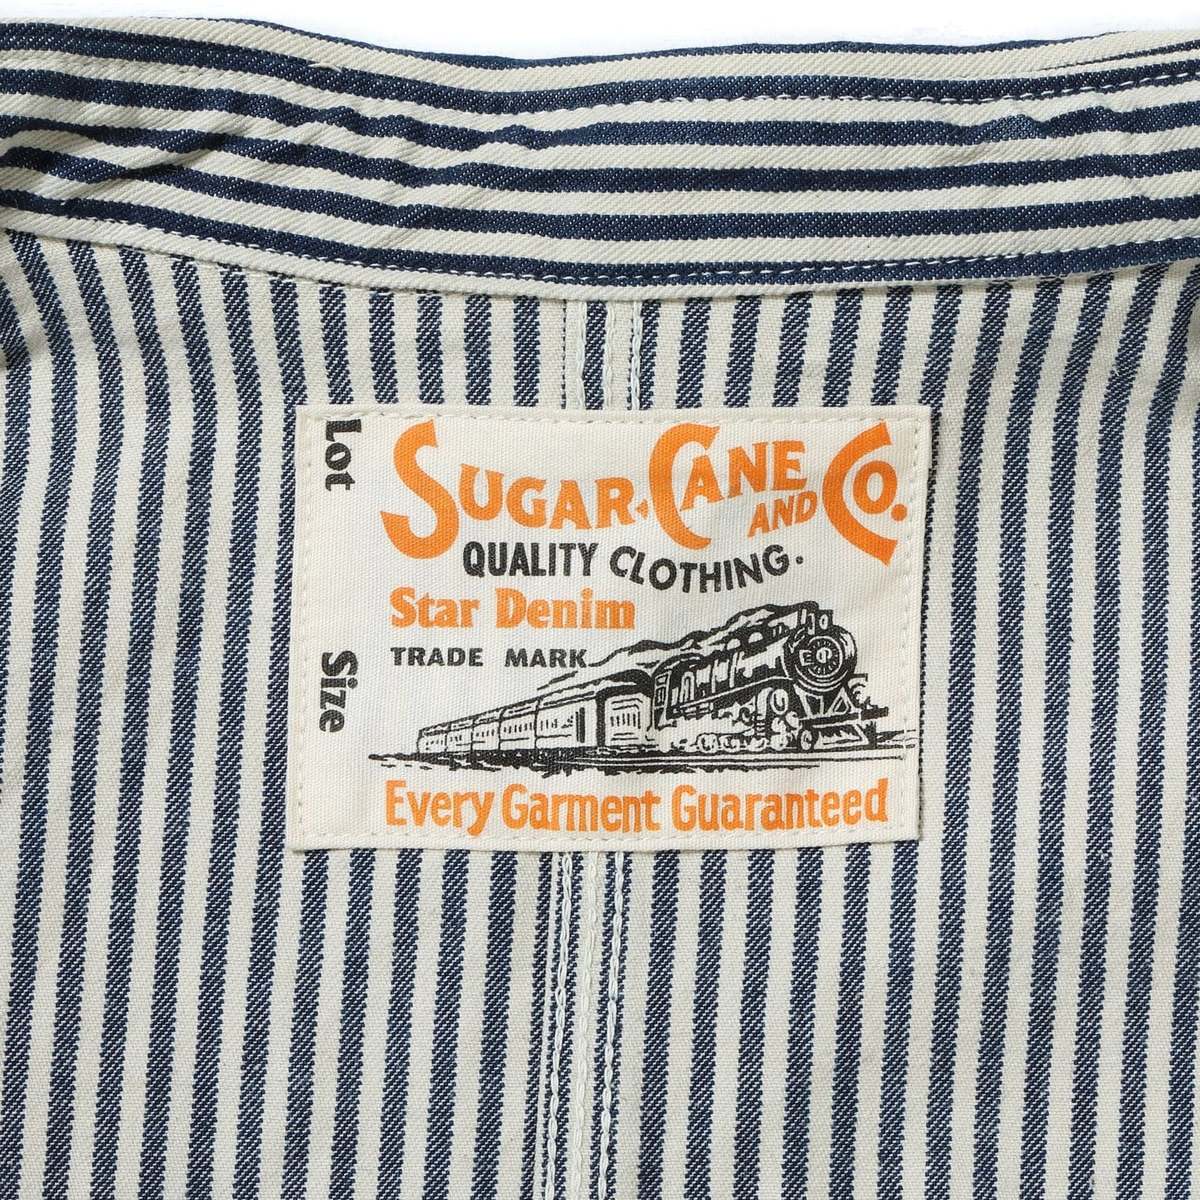 Lot
Size
SUGAR CANE AND CO.
QUALITY CLOTHING.
Star Denim
TRADE MARK
Every Garment Guaranteed